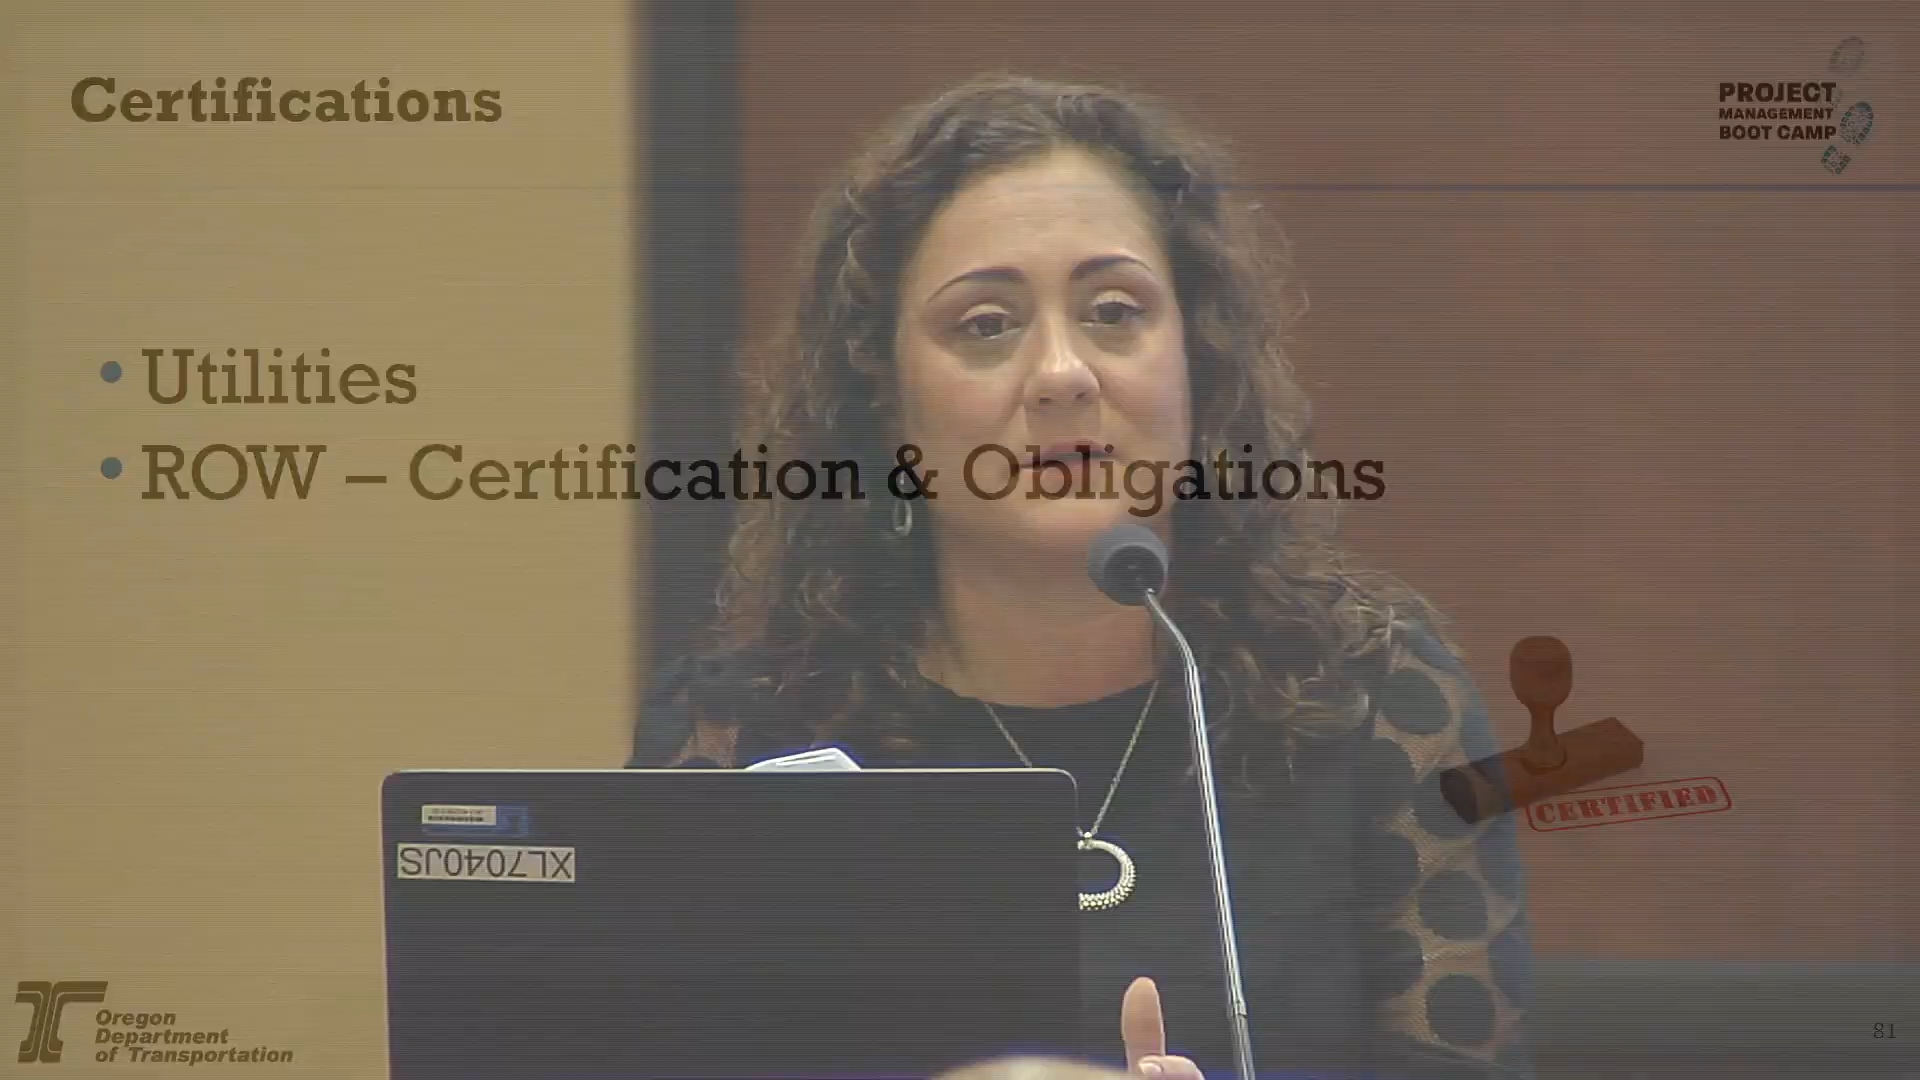 Certifications
PROJECT
MANAGEMENT
BOOT CAMP
• Utilities
• ROW – Certification & Obligations
CERTIFIED
XL7040JS
Oregon
Department
of Transportation
81